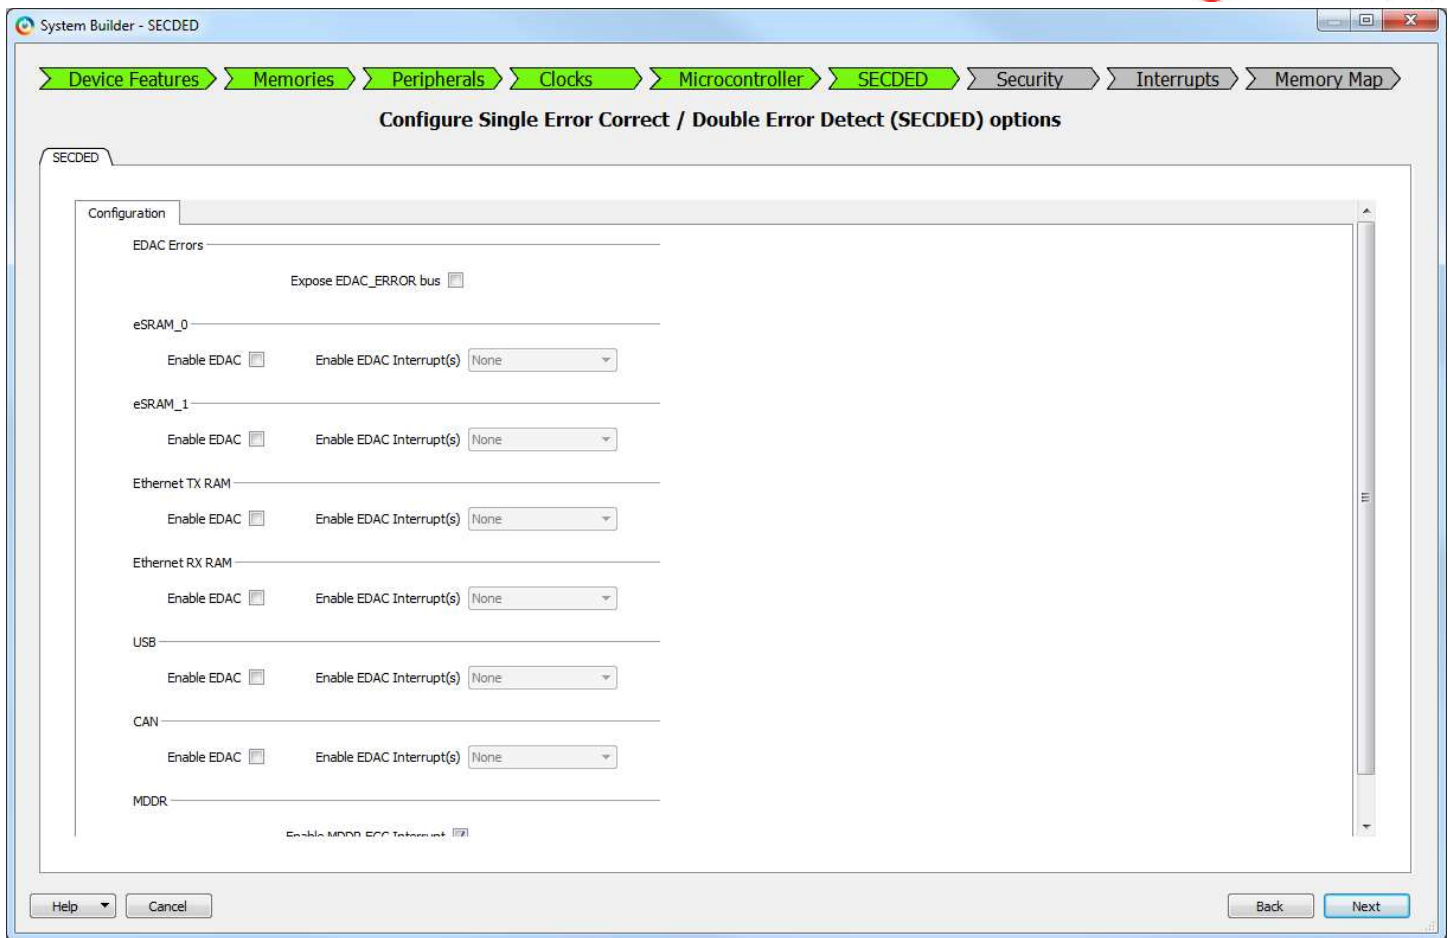 System Builder - SECDED
Device Features Memories Peripherals Clocks Microcontroller SECDED Security Interrupts Memory Map
Configure Single Error Correct / Double Error Detect (SECDED) options
SECDED
Configuration
EDAC Errors
Expose EDAC_ERROR bus
eSRAM_0
Enable EDAC Enable EDAC Interrupt(s) None
eSRAM_1
Enable EDAC Enable EDAC Interrupt(s) None
Ethernet TX RAM
Enable EDAC Enable EDAC Interrupt(s) None
Ethernet RX RAM
Enable EDAC Enable EDAC Interrupt(s) None
USB
Enable EDAC Enable EDAC Interrupt(s) None
CAN
Enable EDAC Enable EDAC Interrupt(s) None
MDDR
Enable MDDR ECC Interrupt
Help Cancel Back Next